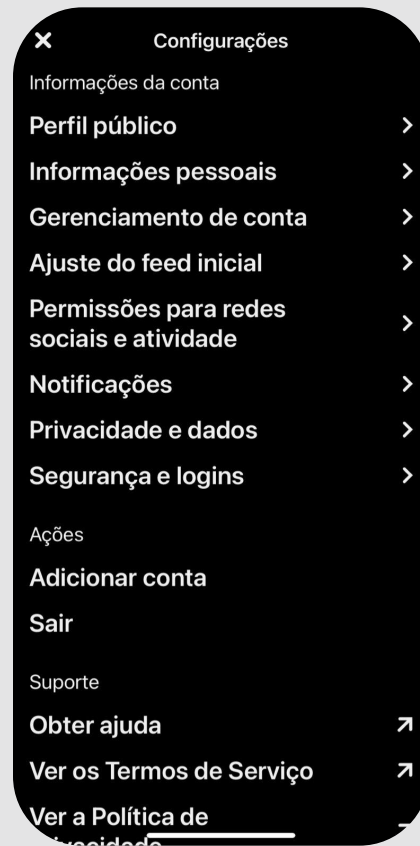 Configurações
Informações da conta
Perfil público
Informações pessoais
Gerenciamento de conta
Ajuste do feed inicial
Permissões para redes
sociais e atividade
Notificações
Privacidade e dados
Segurança e logins
Ações
Adicionar conta
Sair
Suporte
Obter ajuda
Ver os Termos de Serviço
Ver a Política de